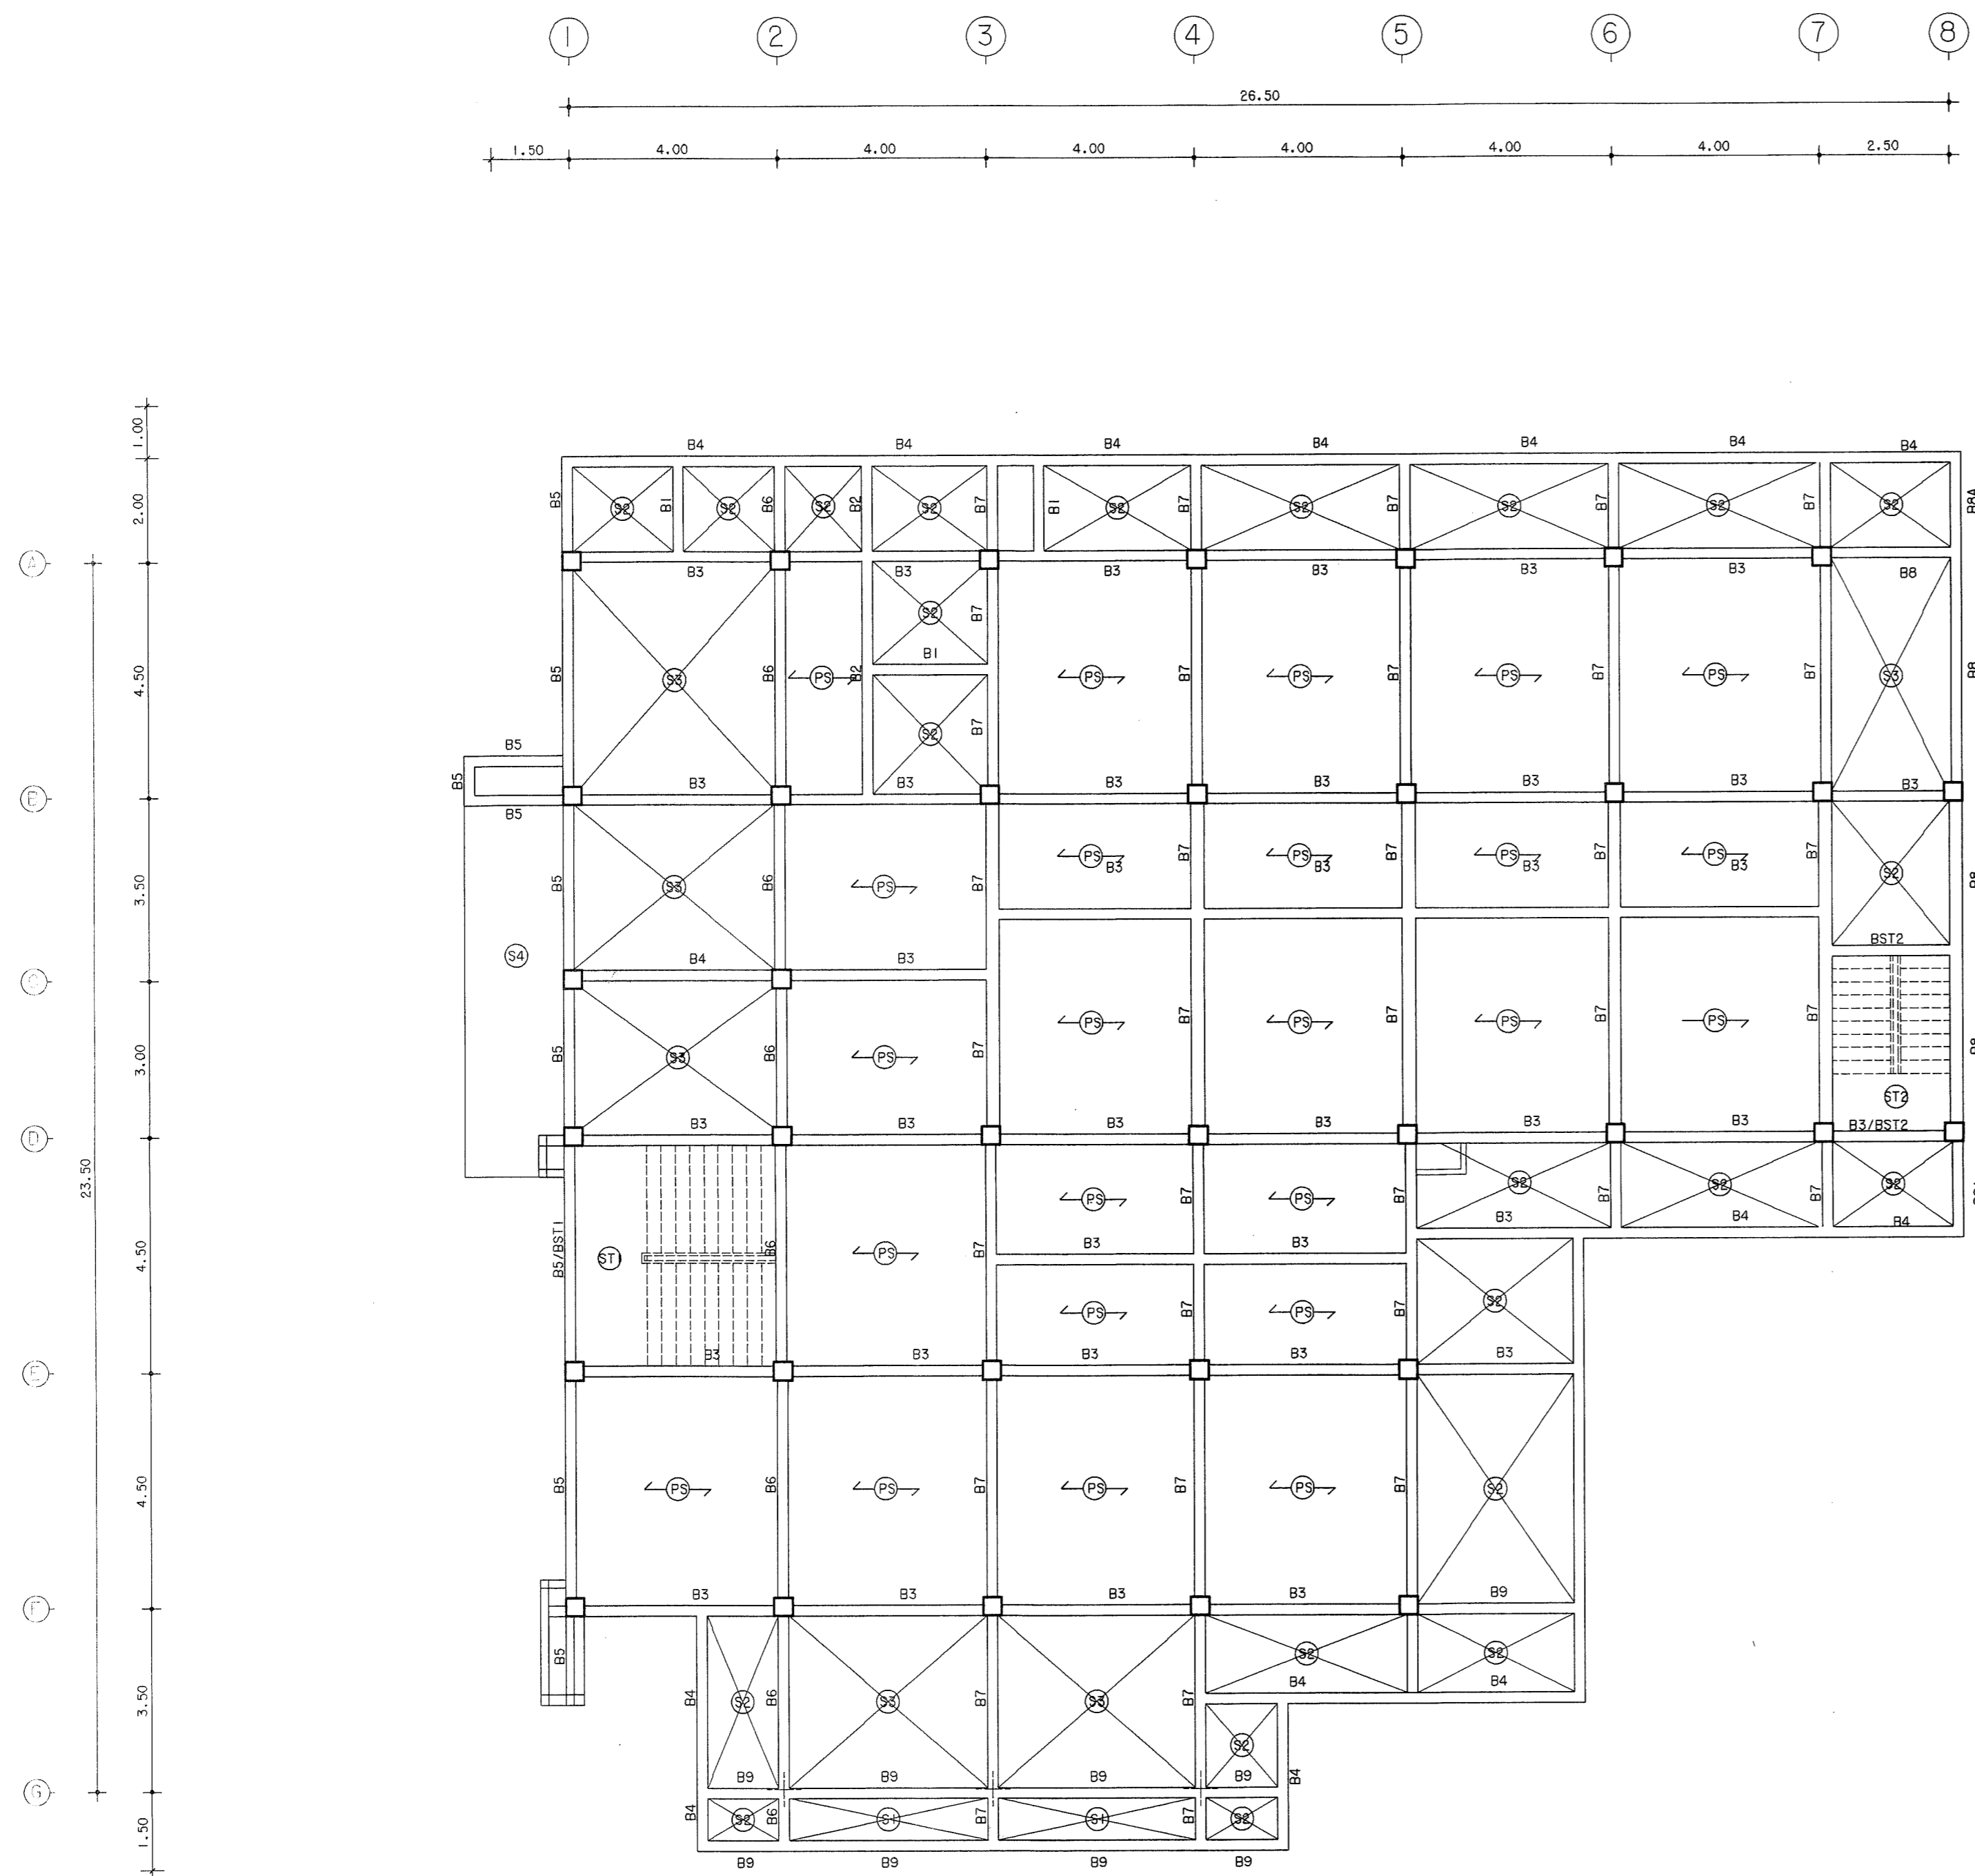 1 2 3 4 5 6 7 8
26.50
1.50 4.00 4.00 4.00 4.00 4.00 4.00 2.50
1.00
B4 B4 B4 B4 B4 B4 B4
2.00 B5 S2 B1 S2 B6 S2 B2 S2 B7 B1 S2 B7 S2 B7 S2 B7 S2 B7 S2 B8A
A
B3 B3 B3 B3 B3 B3 B8
S2 B7
B1
4.50 B5 S3 B6 PS B2 PS B7 PS B7 PS B7 PS B7 S3 B8
S2 B7
B5
B5 B3 B3 B3 B3 B3 B3 B3
B
B5
PS B3 B7 PS B3 B7 PS B3 B7 PS B3 B7 S2
3.50 B5 S3 B6 PS B7 B8
BST2
S4 B4 B3
C
PS B7 PS B7 PS B7 PS B7
3.00 B5 S3 B6 PS B7 B8
ST2
B3 B3 B3 B3 B3 B3 B3/BST2
D
23.50
PS B7 PS B7 S2 B7 S2 B7 S2
B3 B4 B4
4.50 B5/BST1 B6 PS B7 B3 B3
PS B7 PS B7 S2
B3 B3 B3 B3 B3
E
4.50 B5 PS B6 PS B7 PS B7 PS B7 S2
B3 B3 B3 B3 B9
F
B5 S2 S2
B4 B4
3.50 B4 S2 B6 S3 B7 S3 B7
S2
B9 B9 B9 B9 B4
G
1.50 B4 S2 B6 B7 B7 S2
B9 B9 B9 B9